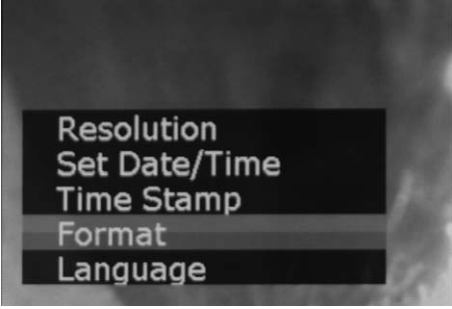 Resolution
Set Date/Time
Time Stamp
Format
Language